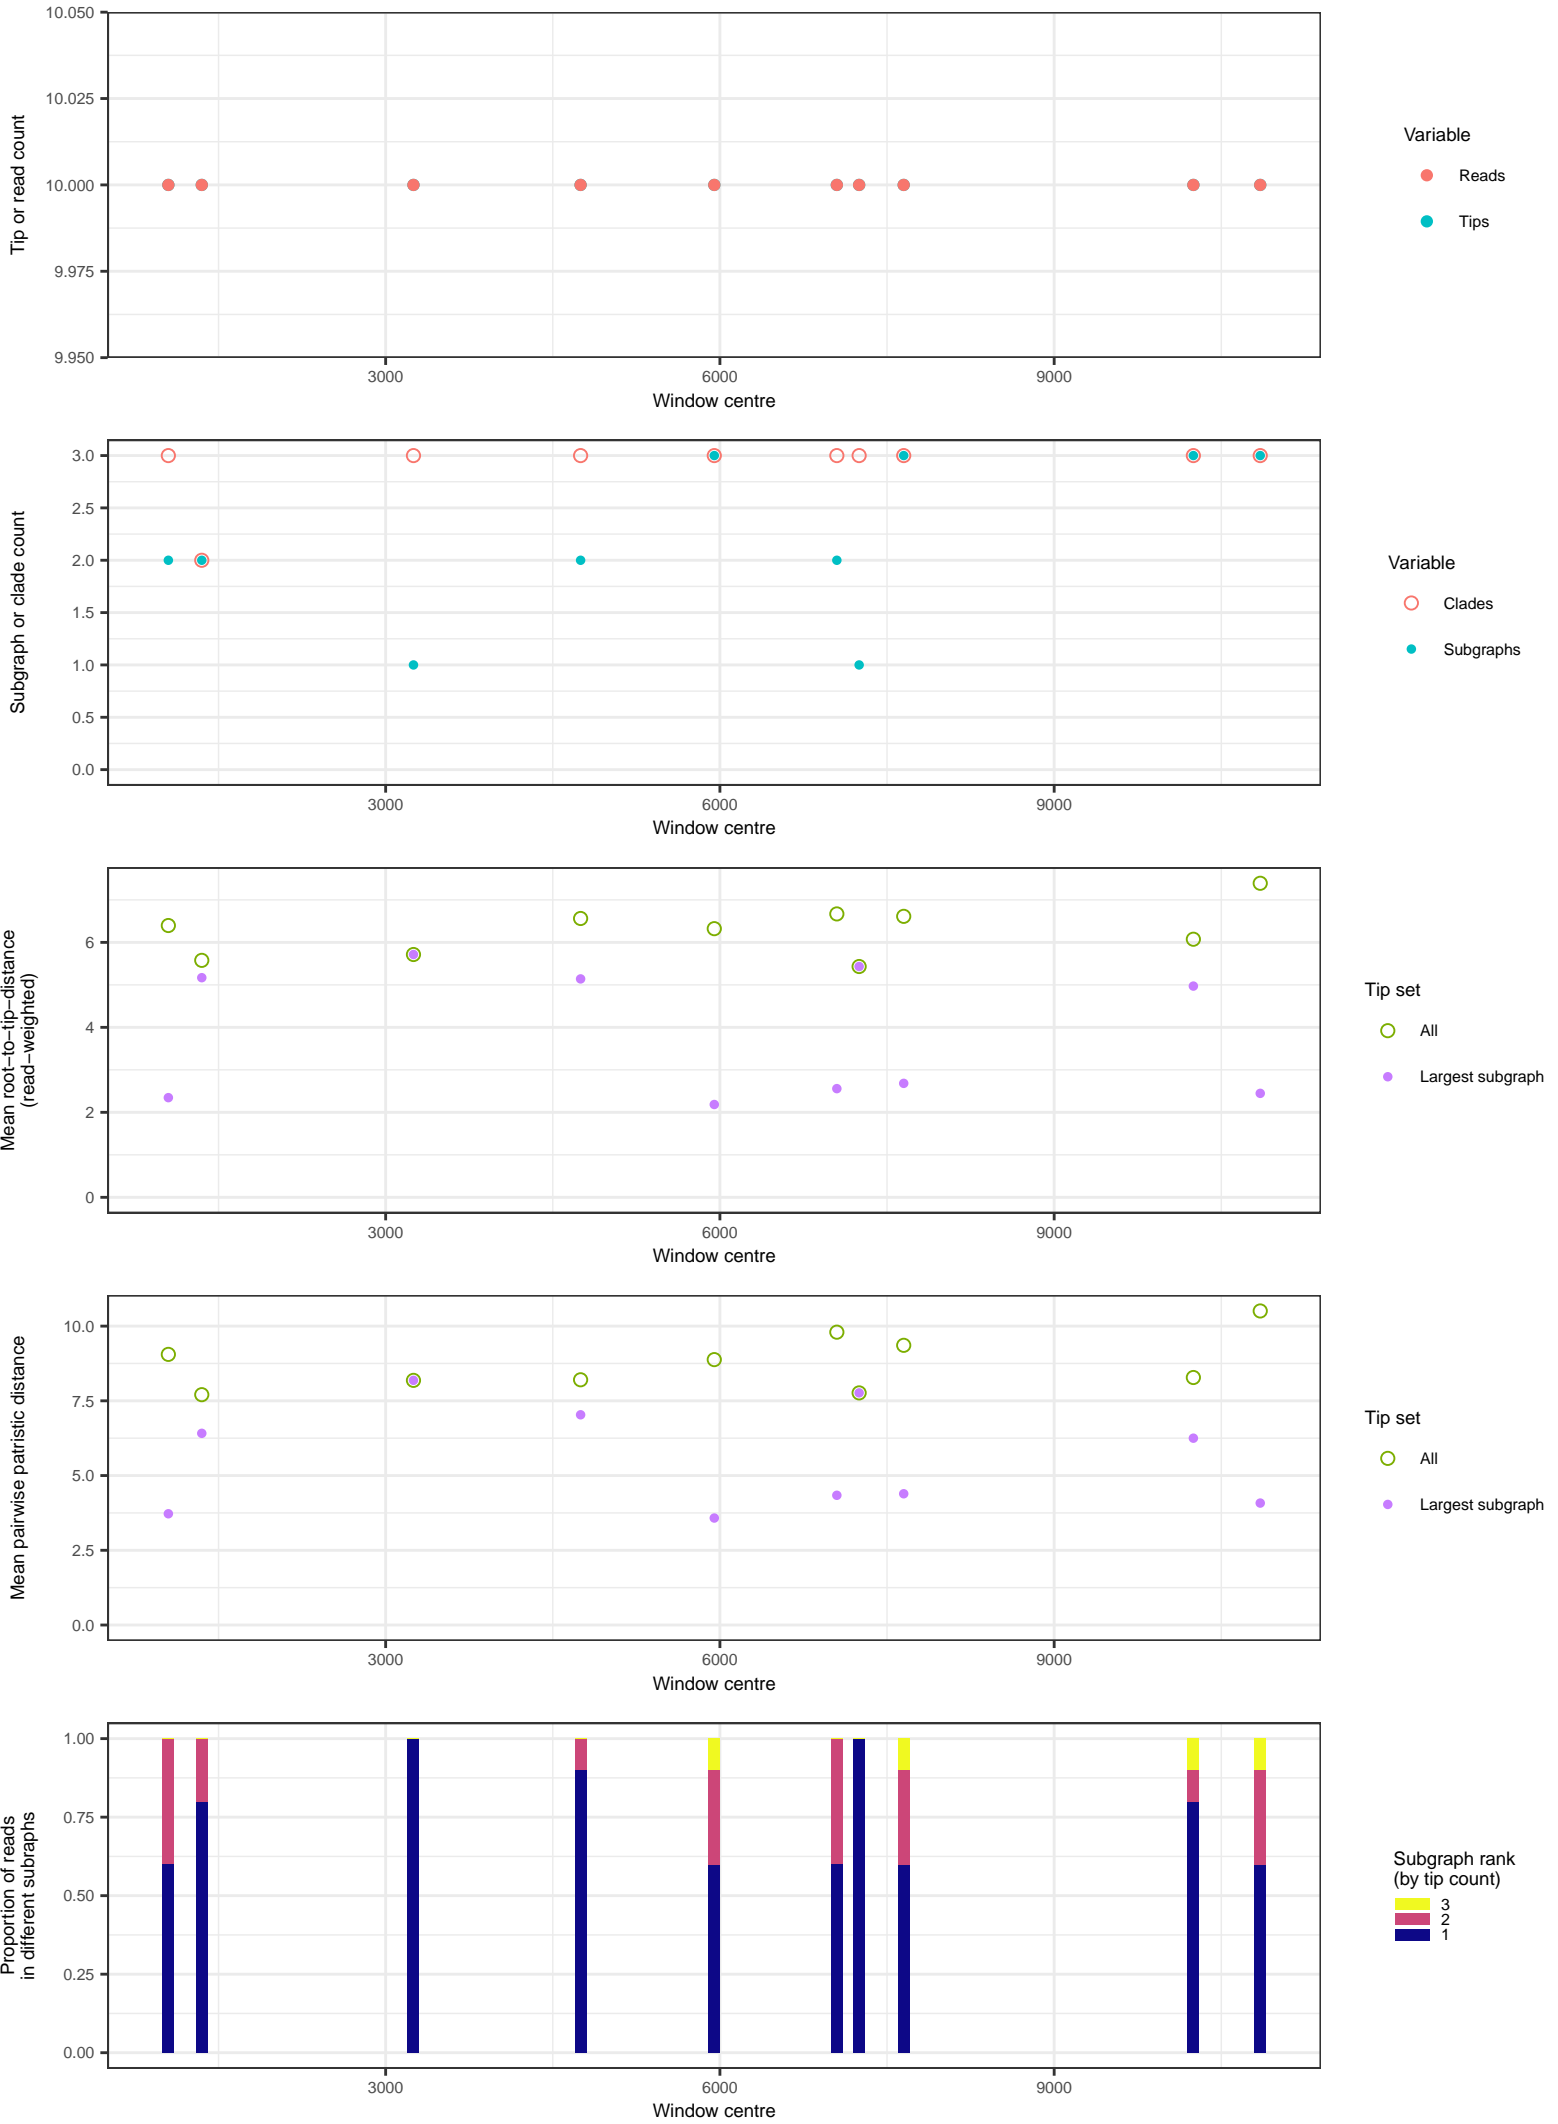 10.050
10.025
10.000
9.975
9.950
Tip or read count
3000
6000
9000
Window centre
Variable
Reads
Tips
3.0
2.5
2.0
1.5
1.0
0.5
0.0
Subgraph or clade count
3000
6000
9000
Window centre
Variable
Clades
Subgraphs
6
4
2
0
Mean root−to−tip−distance
(read−weighted)
3000
6000
9000
Window centre
Tip set
All
Largest subgraph
10.0
7.5
5.0
2.5
0.0
Mean pairwise patristic distance
3000
6000
9000
Window centre
Tip set
All
Largest subgraph
1.00
0.75
0.50
0.25
0.00
Proportion of reads
in different subraphs
3000
6000
9000
Window centre
Subgraph rank
(by tip count)
3
2
1